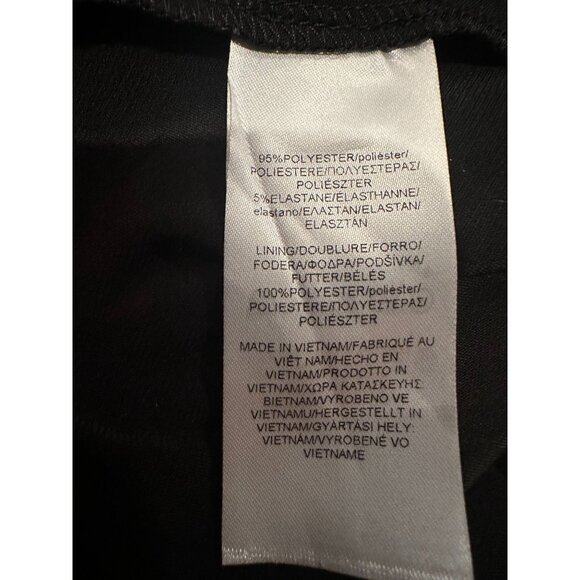 95%POLYESTER/poliéster/
POLIESTERE/ΠΟΛΥΕΣΤΕΡΑΣ/
POLIÉSZTER
5%ELASTANE/ÉLASTHANNE/
elastano/ΕΛΑΣΤΑΝ/ELASTAN/
ELASZTÁN
LINING/DOUBLURE/FORRO/
FODERA/ΦΟΔΡΑ/PODŠÍVKA/
FUTTER/BÉLÉS
100%POLYESTER/poliéster/
POLIESTERE/ΠΟΛΥΕΣΤΕΡΑΣ/
POLIÉSZTER
MADE IN VIETNAM/FABRIQUÉ AU
VIÊT NAM/HECHO EN
VIETNAM/PRODOTTO IN
VIETNAM/ΧΩΡΑ ΚΑΤΑΣΚΕΥΗΣ:
ΒΙΕΤΝΑΜ/VYROBENO VE
VIETNAMU/HERGESTELLT IN
VIETNAM/GYÁRTÁSI HELY:
VIETNÁM/VYROBENÉ VO
VIETNAME